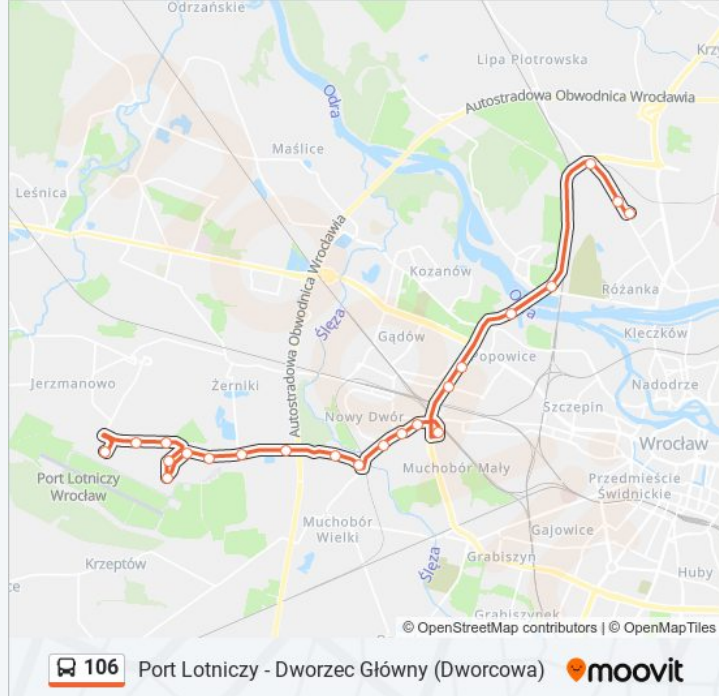 Odrzańskie
Krzy
Lipa Piotrowska
Odra
Autostradowa Obwodnica Wrocławia
Maślice
Leśnica
Autostradowa Obwodnica Wrocławia
Kozanów
Różanka
Odra
Ślęza
Kleczków
Gądów
Popowice
Nadodrze
Jerzmanowo
Żerniki
Szczepin
Nowy Dwór
Wrocław
Muchobór Mały
Port Lotniczy
Wrocław
Przedmieście
Świdnickie
Muchobór
Wielki
Gajowice
Grabiszyn
Krzeptów
Ślęza
Huby
ce
Grabiszynek
© OpenStreetMap contributors | © OpenMapTiles
106 Port Lotniczy - Dworzec Główny (Dworcowa) moovit